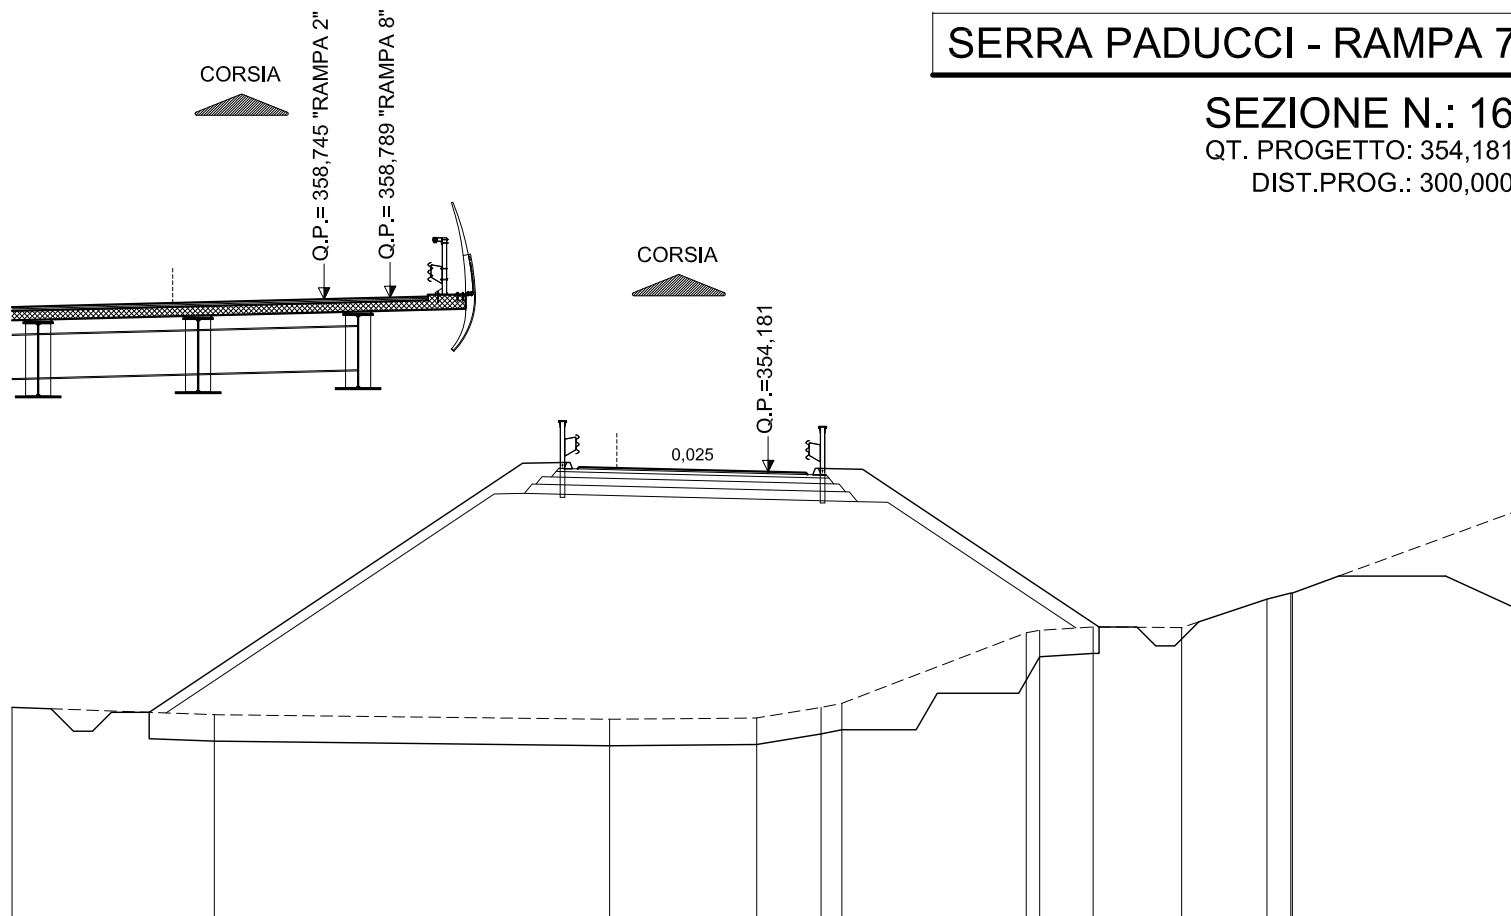 SERRA PADUCCI - RAMPA 7
SEZIONE N.: 16
QT. PROGETTO: 354,181
DIST.PROG.: 300,000
CORSIA
Q.P.= 358,745 "RAMPA 2"
Q.P.= 358,789 "RAMPA 8"
CORSIA
Q.P.=354,181
0,025